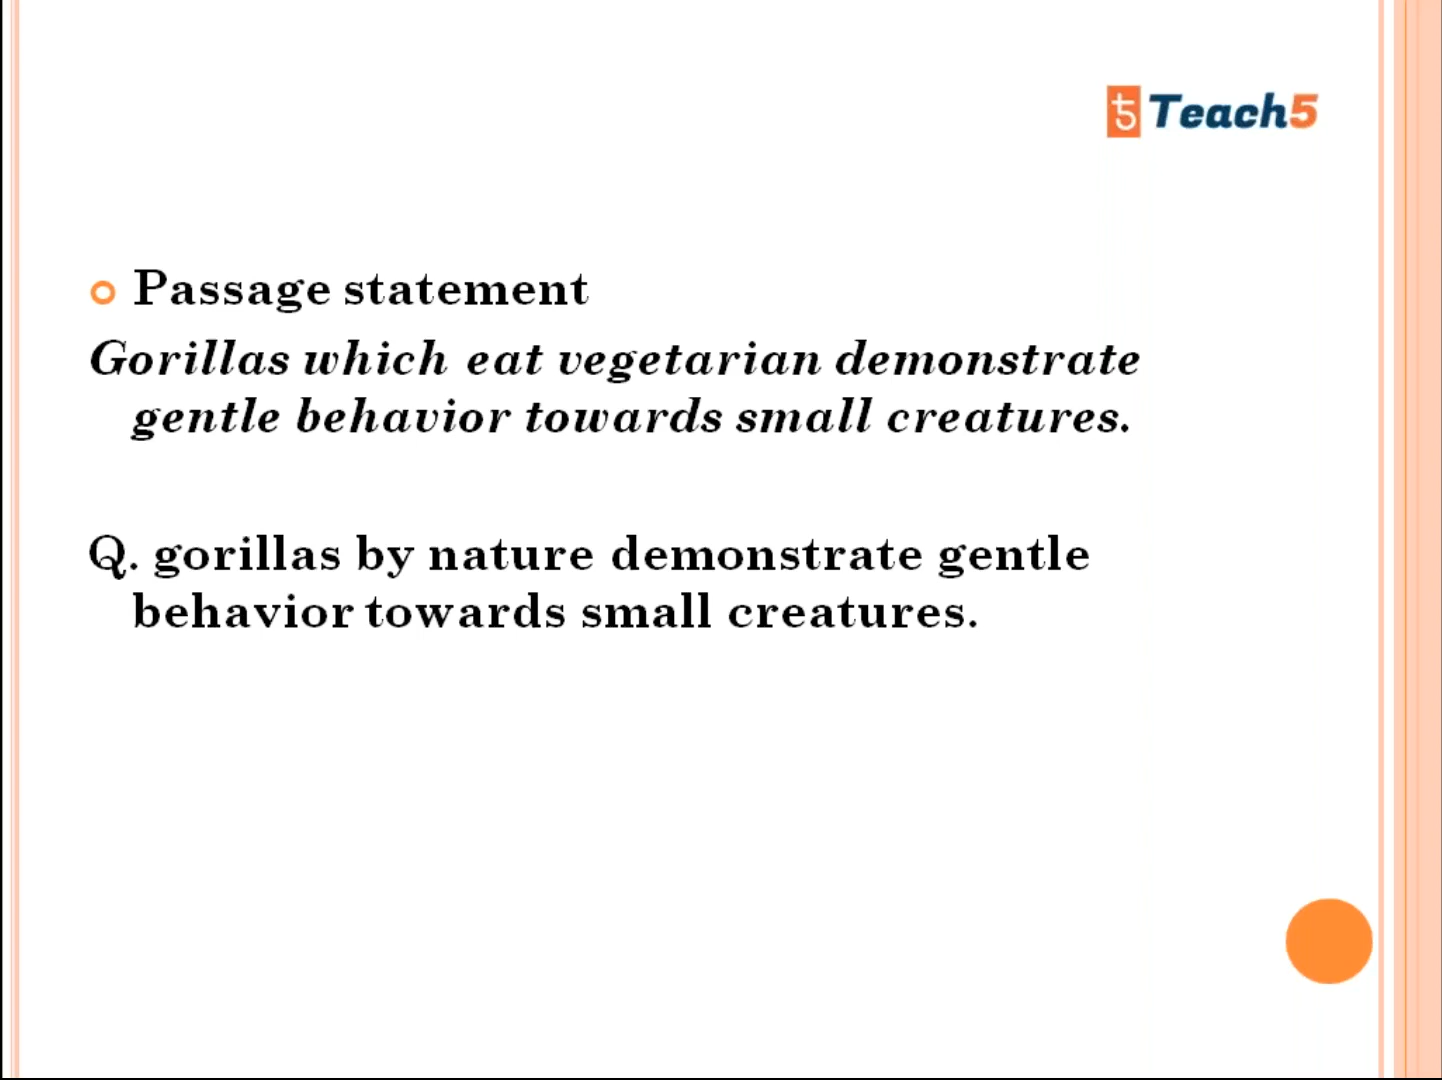 5 Teach5
Passage statement
Gorillas which eat vegetarian demonstrate
gentle behavior towards small creatures.
Q. gorillas by nature demonstrate gentle
behavior towards small creatures.